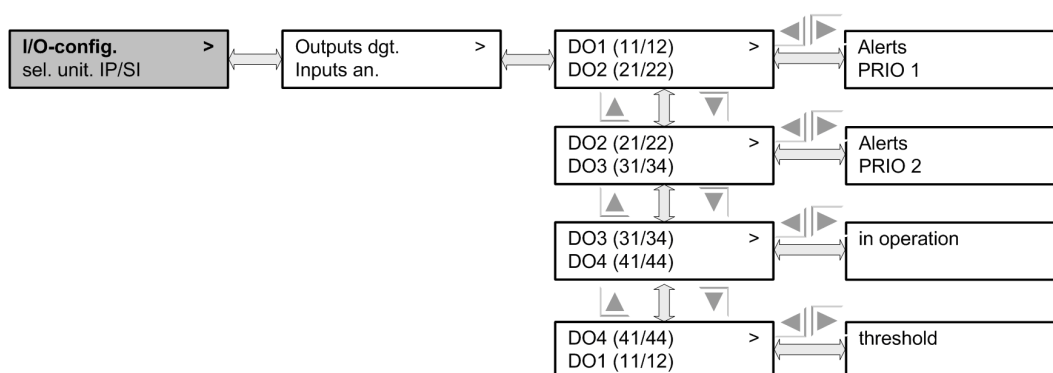 I/O-config. >
sel. unit. IP/SI
Outputs dgt. >
Inputs an.
DO1 (11/12) >
DO2 (21/22)
Alerts
PRIO 1
DO2 (21/22) >
DO3 (31/34)
Alerts
PRIO 2
DO3 (31/34) >
DO4 (41/44)
in operation
DO4 (41/44) >
DO1 (11/12)
threshold